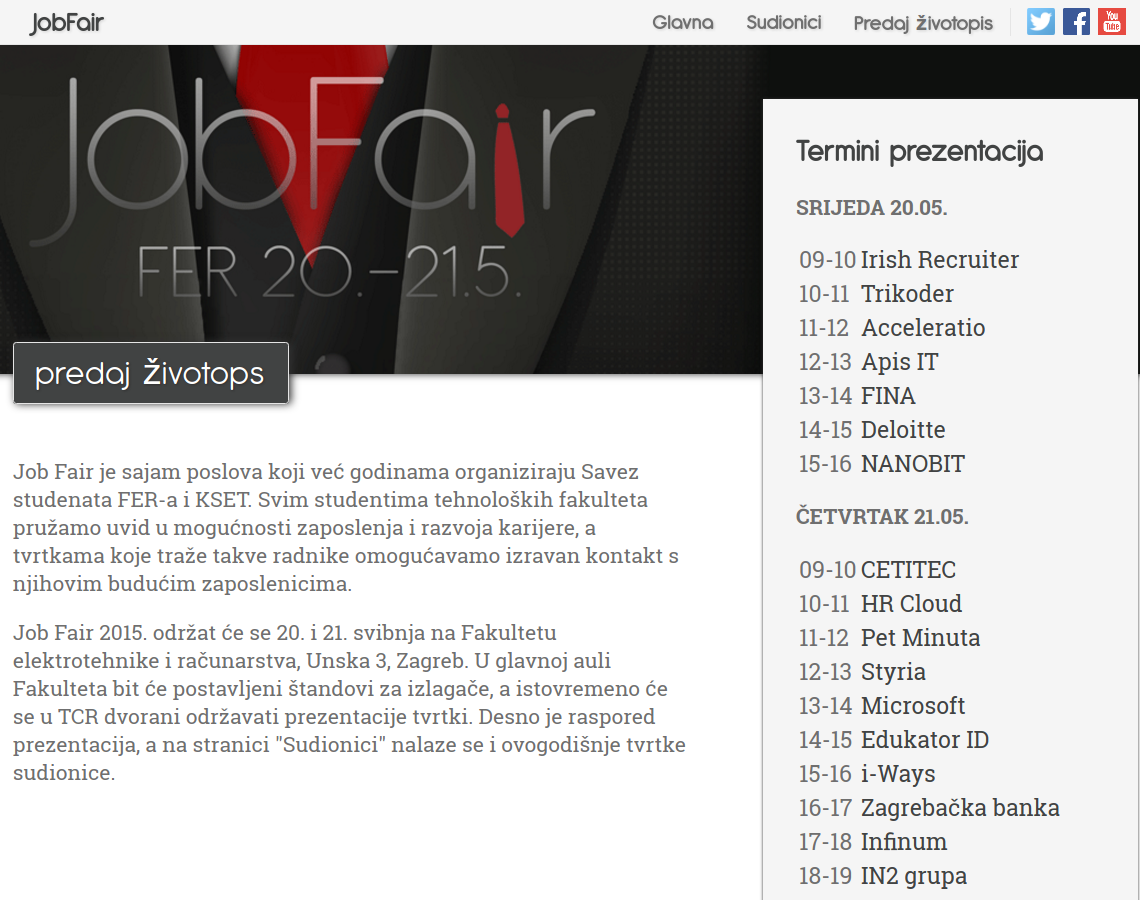 JobFair
Glavna Sudionici Predaj životopis
You
Tube
JobFair
FER 20.-21.5.
predaj životops
Job Fair je sajam poslova koji već godinama organiziraju Savez
studenata FER-a i KSET. Svim studentima tehnoloških fakulteta
pružamo uvid u mogućnosti zaposlenja i razvoja karijere, a
tvrtkama koje traže takve radnike omogućavamo izravan kontakt s
njihovim budućim zaposlenicima.
Job Fair 2015. održat će se 20. i 21. svibnja na Fakultetu
elektrotehnike i računarstva, Unska 3, Zagreb. U glavnoj auli
Fakulteta bit će postavljeni štandovi za izlagače, a istovremeno će
se u TCR dvorani održavati prezentacije tvrtki. Desno je raspored
prezentacija, a na stranici "Sudionici" nalaze se i ovogodišnje tvrtke
sudionice.
Termini prezentacija
SRIJEDA 20.05.
09-10 Irish Recruiter
10-11 Trikoder
11-12 Acceleratio
12-13 Apis IT
13-14 FINA
14-15 Deloitte
15-16 NANOBIT
ČETVRTAK 21.05.
09-10 CETITEC
10-11 HR Cloud
11-12 Pet Minuta
12-13 Styria
13-14 Microsoft
14-15 Edukator ID
15-16 i-Ways
16-17 Zagrebačka banka
17-18 Infinum
18-19 IN2 grupa